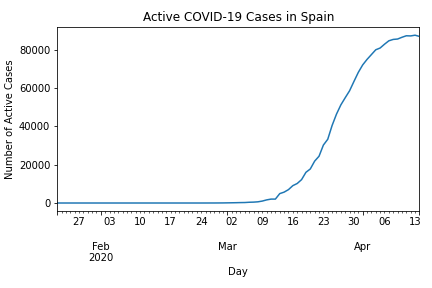 Active COVID-19 Cases in Spain
Number of Active Cases
80000
60000
40000
20000
0
27 03 10 17 24 02 09 16 23 30 06 13
Feb Mar Apr
2020
Day